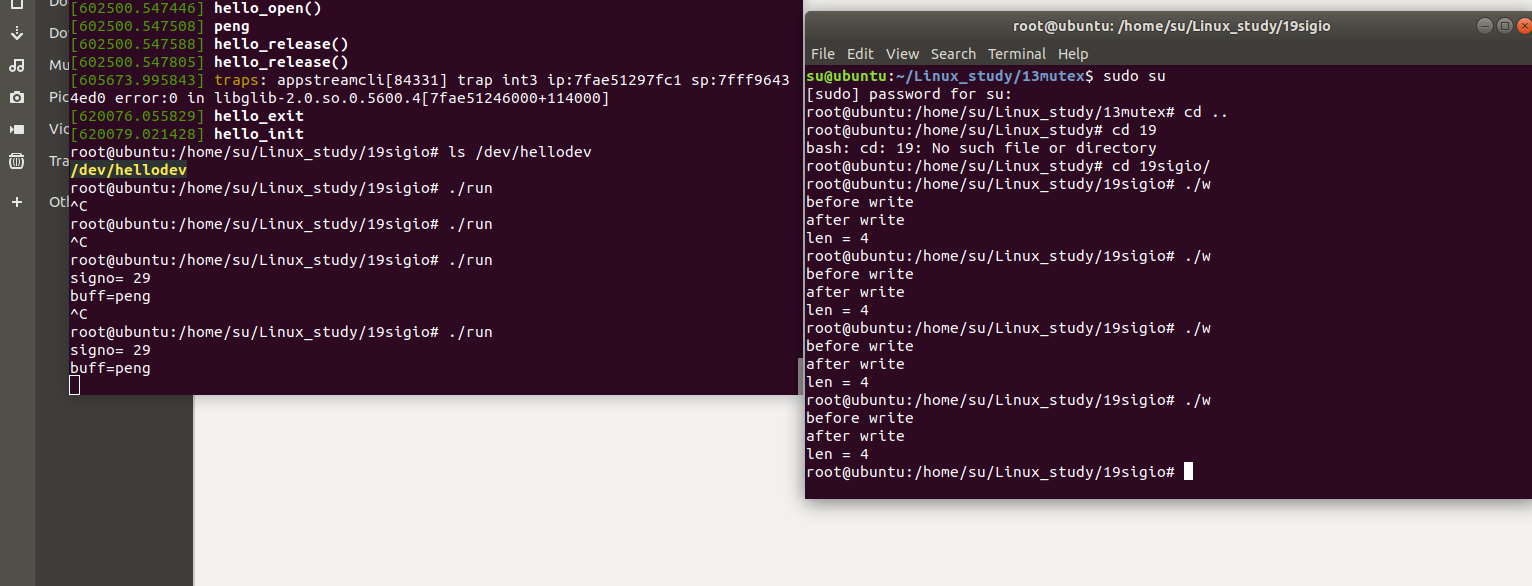 Do
Do
Mu
Pic
Vid
Tra
Oth
[602500.547446] hello_open()
[602500.547508] peng
[602500.547588] hello_release()
[602500.547805] hello_release()
[605673.995843] traps: appstreamcli[84331] trap int3 ip:7fae51297fc1 sp:7fff9643
4ed0 error:0 in libglib-2.0.so.0.5600.4[7fae51246000+114000]
[620076.055829] hello_exit
[620079.021428] hello_init
root@ubuntu:/home/su/Linux_study/19sigio# ls /dev/hellodev
/dev/hellodev
root@ubuntu:/home/su/Linux_study/19sigio# ./run
^C
root@ubuntu:/home/su/Linux_study/19sigio# ./run
^C
root@ubuntu:/home/su/Linux_study/19sigio# ./run
signo= 29
buff=peng
^C
root@ubuntu:/home/su/Linux_study/19sigio# ./run
signo= 29
buff=peng
root@ubuntu: /home/su/Linux_study/19sigio
File Edit View Search Terminal Help
su@ubuntu:~/Linux_study/13mutex$ sudo su
[sudo] password for su:
root@ubuntu:/home/su/Linux_study/13mutex# cd ..
root@ubuntu:/home/su/Linux_study# cd 19
bash: cd: 19: No such file or directory
root@ubuntu:/home/su/Linux_study# cd 19sigio/
root@ubuntu:/home/su/Linux_study/19sigio# ./w
before write
after write
len = 4
root@ubuntu:/home/su/Linux_study/19sigio# ./w
before write
after write
len = 4
root@ubuntu:/home/su/Linux_study/19sigio# ./w
before write
after write
len = 4
root@ubuntu:/home/su/Linux_study/19sigio# ./w
before write
after write
len = 4
root@ubuntu:/home/su/Linux_study/19sigio#